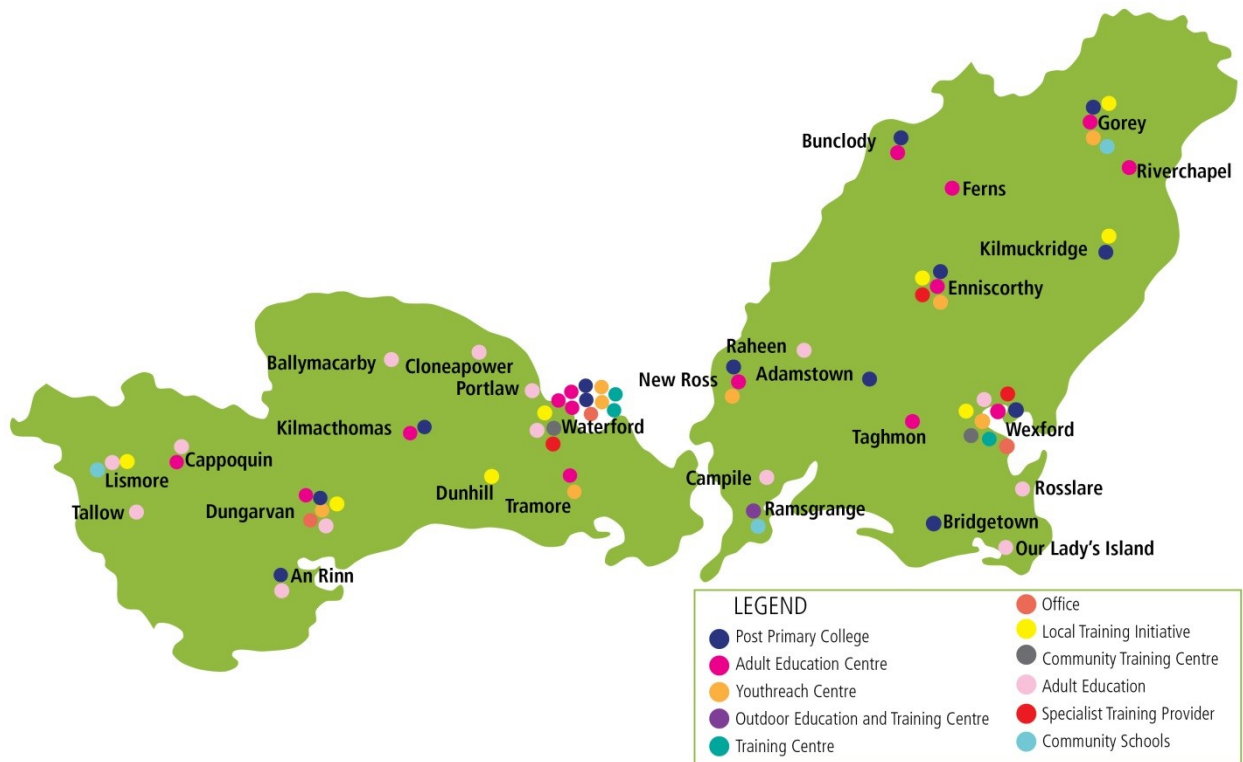 Gorey
Bunclody
Riverchapel
Ferns
Kilmuckridge
Enniscorthy
Raheen
Ballymacarby
Cloneapower
Portlaw
New Ross
Adamstown
Kilmacthomas
Waterford
Taghmon
Wexford
Cappoquin
Lismore
Dunhill
Campile
Rosslare
Tallow
Dungarvan
Tramore
Ramsgrange
Bridgetown
Our Lady's Island
An Rinn
LEGEND
Post Primary College
Adult Education Centre
Youthreach Centre
Outdoor Education and Training Centre
Training Centre
Office
Local Training Initiative
Community Training Centre
Adult Education
Specialist Training Provider
Community Schools